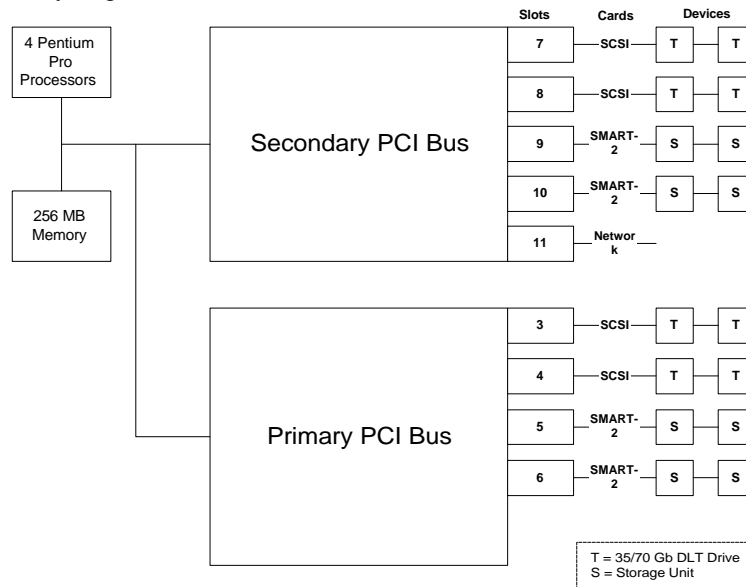 Slots Cards Devices
4 Pentium
Pro
Processors
256 MB
Memory
Secondary PCI Bus
7 SCSI T T
8 SCSI T T
9 SMART-
2 S S
10 SMART-
2 S S
11 Networ
k
Primary PCI Bus
3 SCSI T T
4 SCSI T T
5 SMART-
2 S S
6 SMART-
2 S S
T = 35/70 Gb DLT Drive
S = Storage Unit